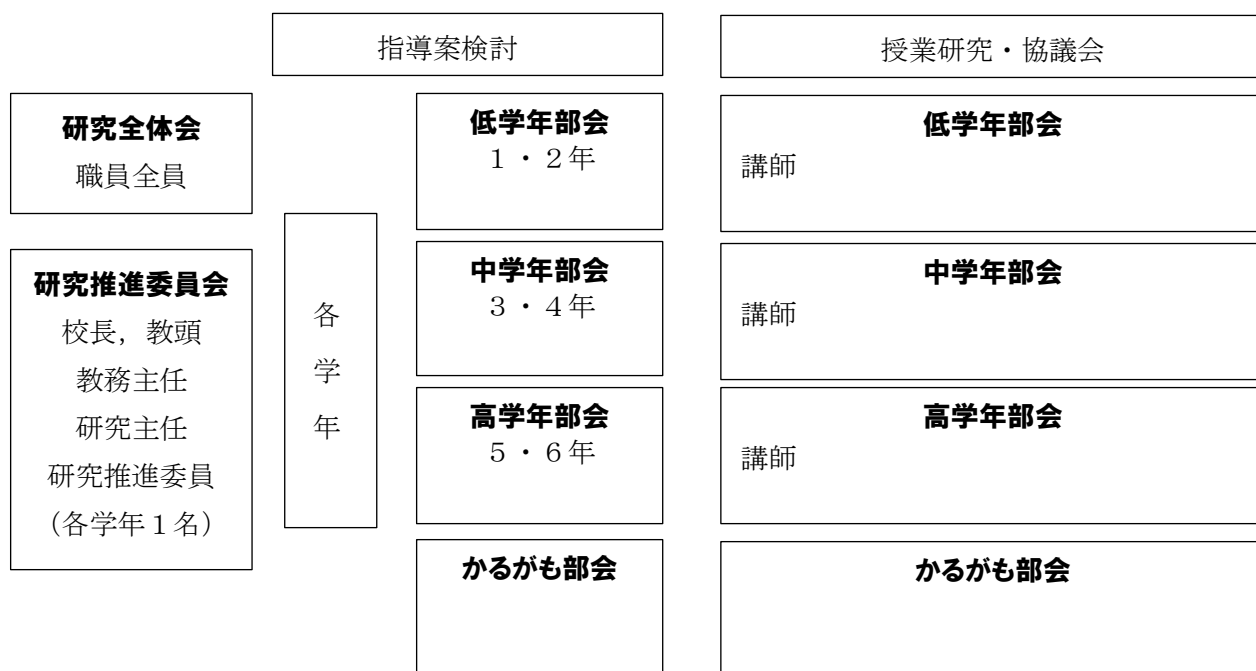 指導案検討
授業研究・協議会
研究全体会
職員全員
研究推進委員会
校長，教頭
教務主任
研究主任
研究推進委員
（各学年１名）
各
学
年
低学年部会
１・２年
中学年部会
３・４年
高学年部会
５・６年
かるがも部会
低学年部会
講師
中学年部会
講師
高学年部会
講師
かるがも部会